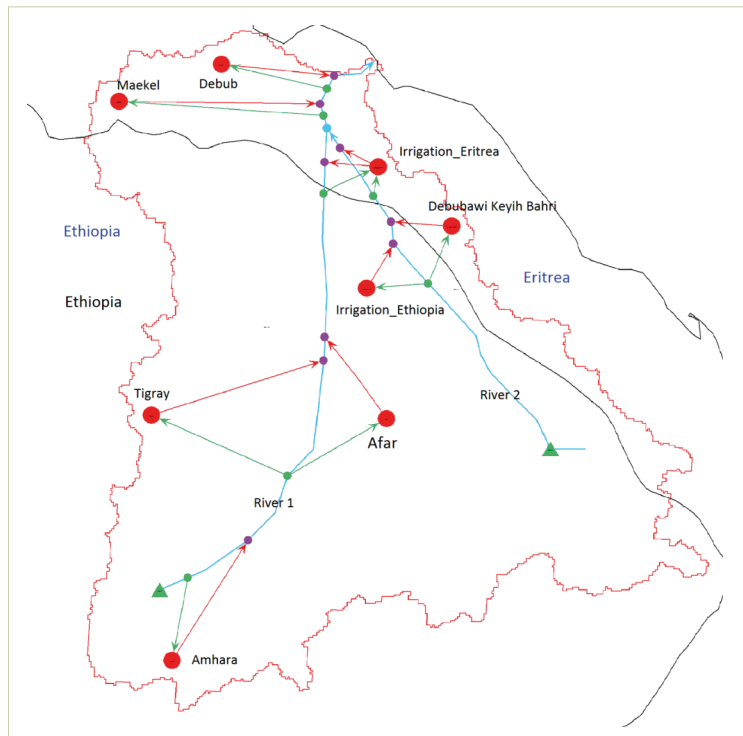 Debub
Maekel
Irrigation_Eritrea
Debubawi Keyih Bahri
Ethiopia
Eritrea
Ethiopia
Irrigation_Ethiopia
Tigray
River 2
Afar
River 1
Amhara